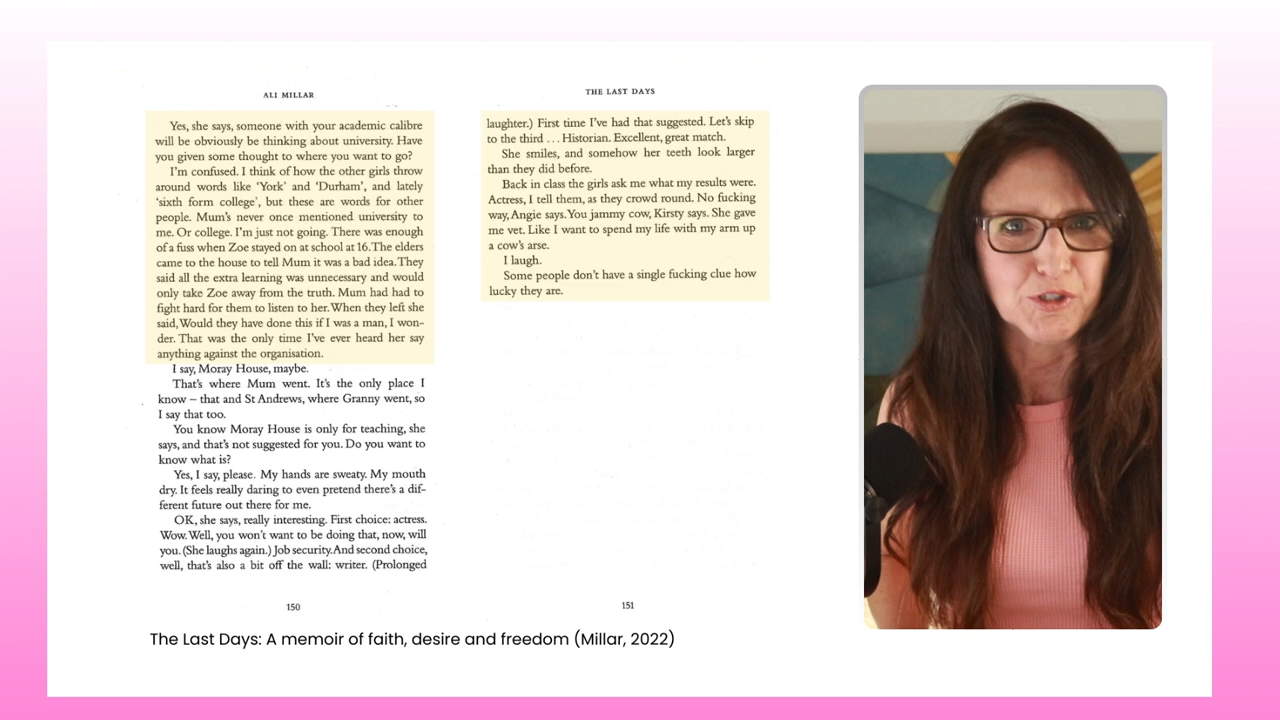 ALI MILLAR
Yes, she says, someone with your academic calibre
will be obviously be thinking about university. Have
you given some thought to where you want to go?
I'm confused. I think of how the other girls throw
around words like 'York' and 'Durham', and lately
'sixth form college', but these are words for other
people. Mum's never once mentioned university to
me. Or college. I'm just not going. There was enough
of a fuss when Zoe stayed on at school at 16. The elders
came to the house to tell Mum it was a bad idea. They
said all the extra learning was unnecessary and would
only take Zoe away from the truth. Mum had had to
fight hard for them to listen to her. When they left she
said, Would they have done this if I was a man, I won-
der. That was the only time I've ever heard her say
anything against the organisation.
I say, Moray House, maybe.
That's where Mum went. It's the only place I
know – that and St Andrews, where Granny went, so
I say that too.
You know Moray House is only for teaching, she
says, and that's not suggested for you. Do you want to
know what is?
Yes, I say, please. My hands are sweaty. My mouth
dry. It feels really daring to even pretend there's a dif-
ferent future out there for me.
OK, she says, really interesting. First choice: actress.
Wow. Well, you won't want to be doing that, now, will
you. (She laughs again.) Job security. And second choice,
well, that's also a bit off the wall: writer. (Prolonged
150
THE LAST DAYS
laughter.) First time I've had that suggested. Let's skip
to the third ... Historian. Excellent, great match.
She smiles, and somehow her teeth look larger
than they did before.
Back in class the girls ask me what my results were.
Actress, I tell them, as they crowd round. No fucking
way, Angie says. You jammy cow, Kirsty says. She gave
me vet. Like I want to spend my life with my arm up
a cow's arse.
I laugh.
Some people don't have a single fucking clue how
lucky they are.
151
The Last Days: A memoir of faith, desire and freedom (Millar, 2022)